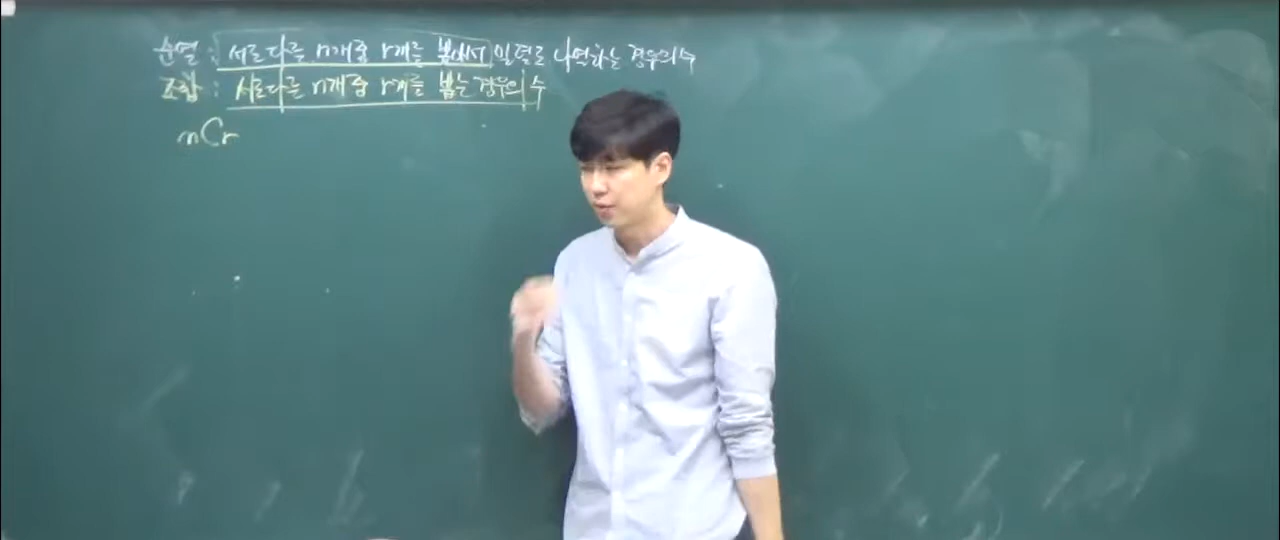 순열 : 서로다른 n개중 r개를 뽑아서 일렬로 나열하는 경우의 수
조합 : 서로다른 n개중 r개를 뽑는 경우의 수
nCr